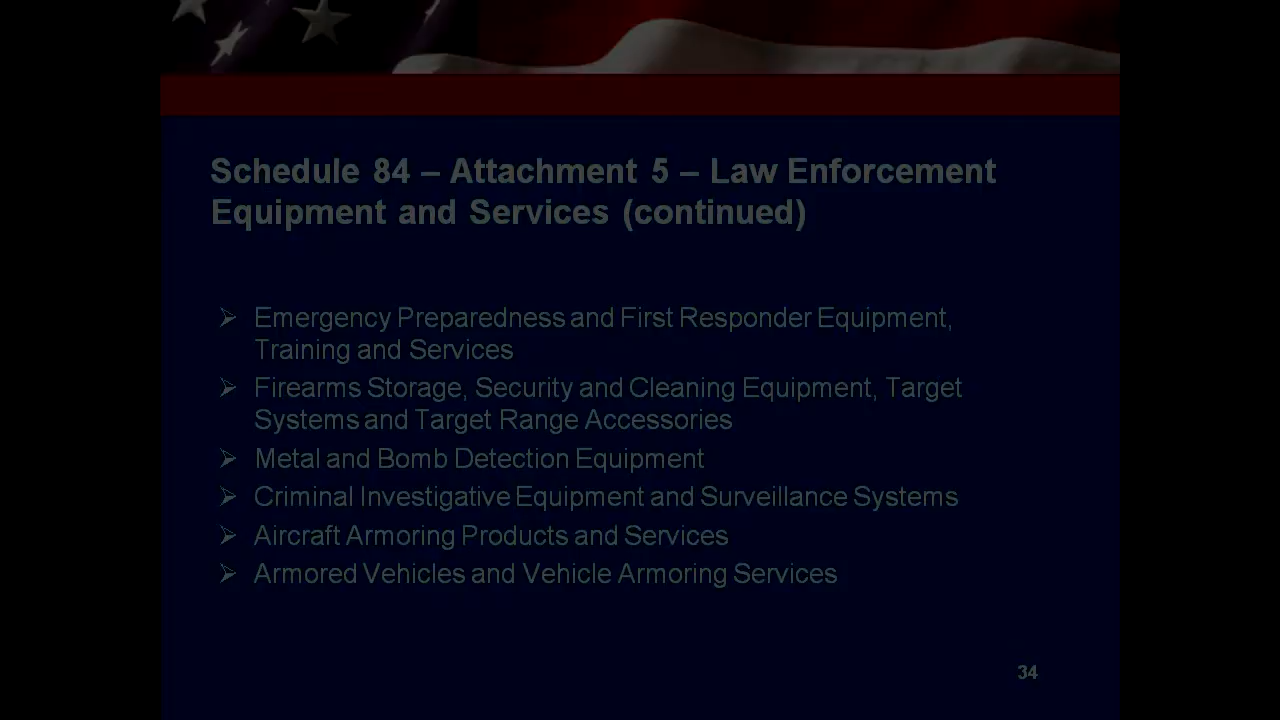 Schedule 84 – Attachment 5 – Law Enforcement
Equipment and Services (continued)
➢ Emergency Preparedness and First Responder Equipment,
Training and Services
➢ Firearms Storage, Security and Cleaning Equipment, Target
Systems and Target Range Accessories
➢ Metal and Bomb Detection Equipment
➢ Criminal Investigative Equipment and Surveillance Systems
➢ Aircraft Armoring Products and Services
➢ Armored Vehicles and Vehicle Armoring Services
34